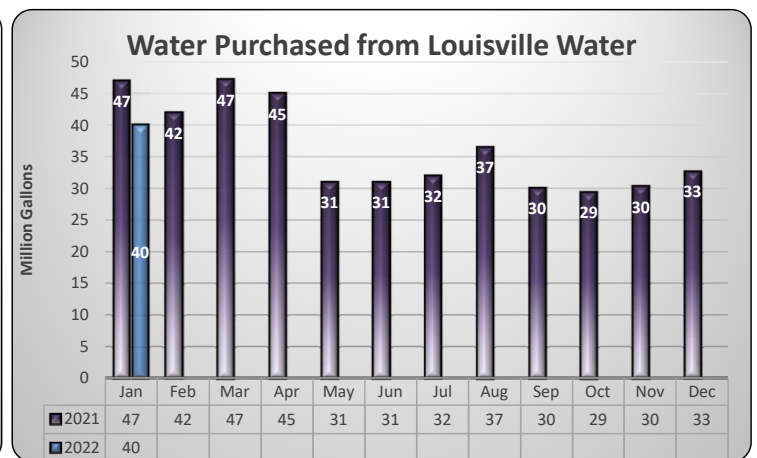 Water Purchased from Louisville Water
Million Gallons
50
45
40
35
30
25
20
15
10
5
0
47 40 42 47 45 31 31 32 37 30 29 30 33
Jan Feb Mar Apr May Jun Jul Aug Sep Oct Nov Dec
2021 47 42 47 45 31 31 32 37 30 29 30 33
2022 40